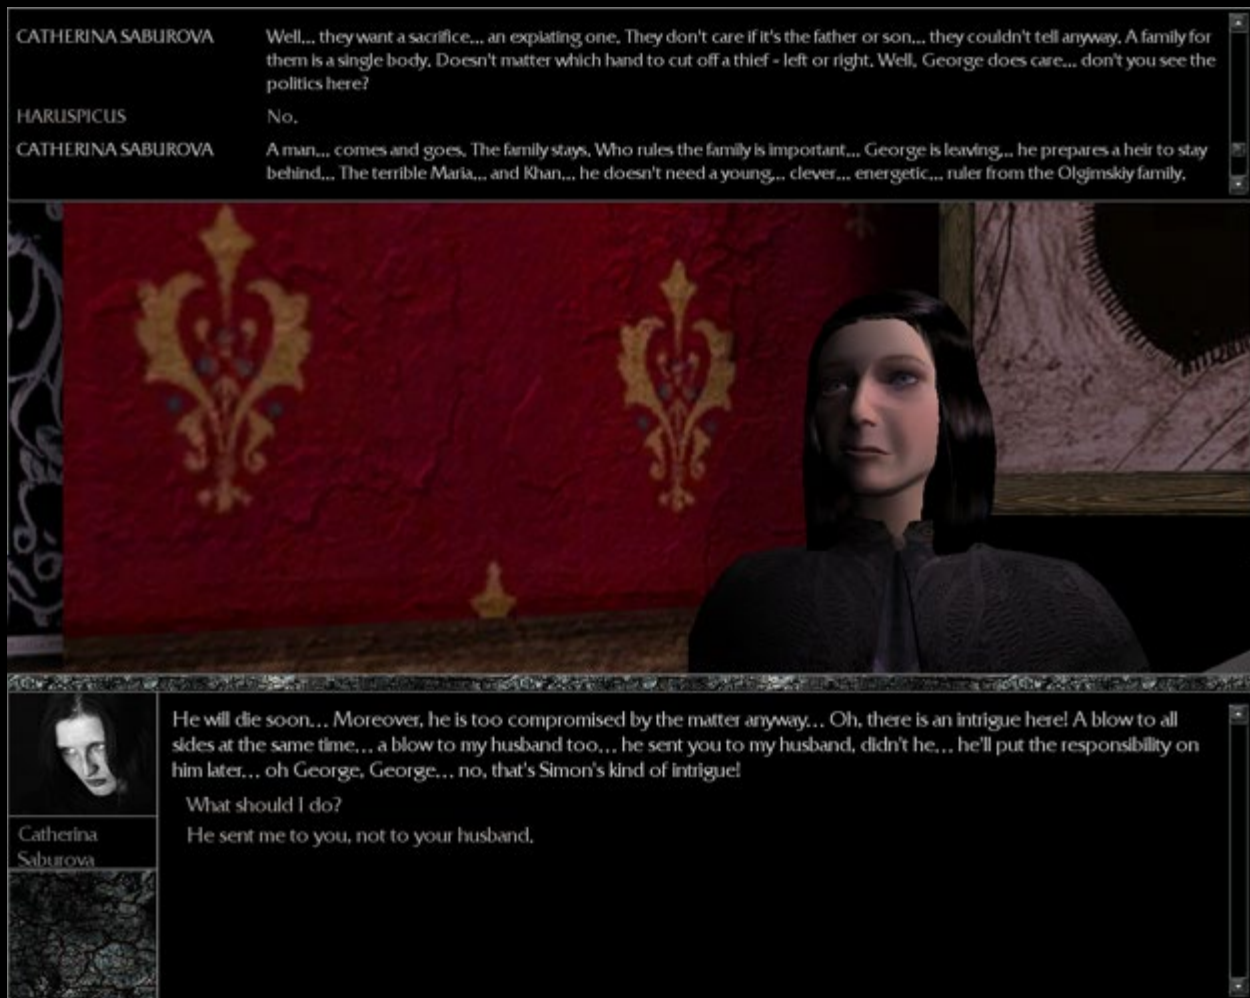 CATHERINA SABUROVA
Well... they want a sacrifice... an expiating one. They don't care if it's the father or son... they couldn't tell anyway. A family for
them is a single body. Doesn't matter which hand to cut off a thief - left or right. Well, George does care... don't you see the
politics here?
HARUSPICUS
No.
CATHERINA SABUROVA
A man... comes and goes. The family stays. Who rules the family is important... George is leaving... he prepares a heir to stay
behind... The terrible Maria... and Khan... he doesn't need a young... clever... energetic... ruler from the Olgimskiy family.
He will die soon... Moreover, he is too compromised by the matter anyway... Oh, there is an intrigue here! A blow to all
sides at the same time... a blow to my husband too... he sent you to my husband, didn't he... he'll put the responsibility on
him later... oh George, George... no, that's Simon's kind of intrigue!
What should I do?
He sent me to you, not to your husband.
Catherina
Saburova